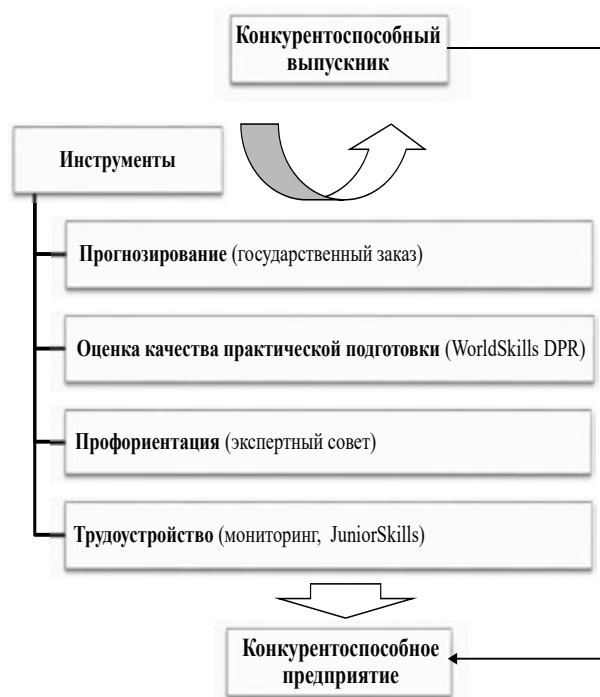 Конкурентоспособный
выпускник
Инструменты
Прогнозирование (государственный заказ)
Оценка качества практической подготовки (WorldSkills DPR)
Профориентация (экспертный совет)
Трудоустройство (мониторинг, JuniorSkills)
Конкурентоспособное
предприятие